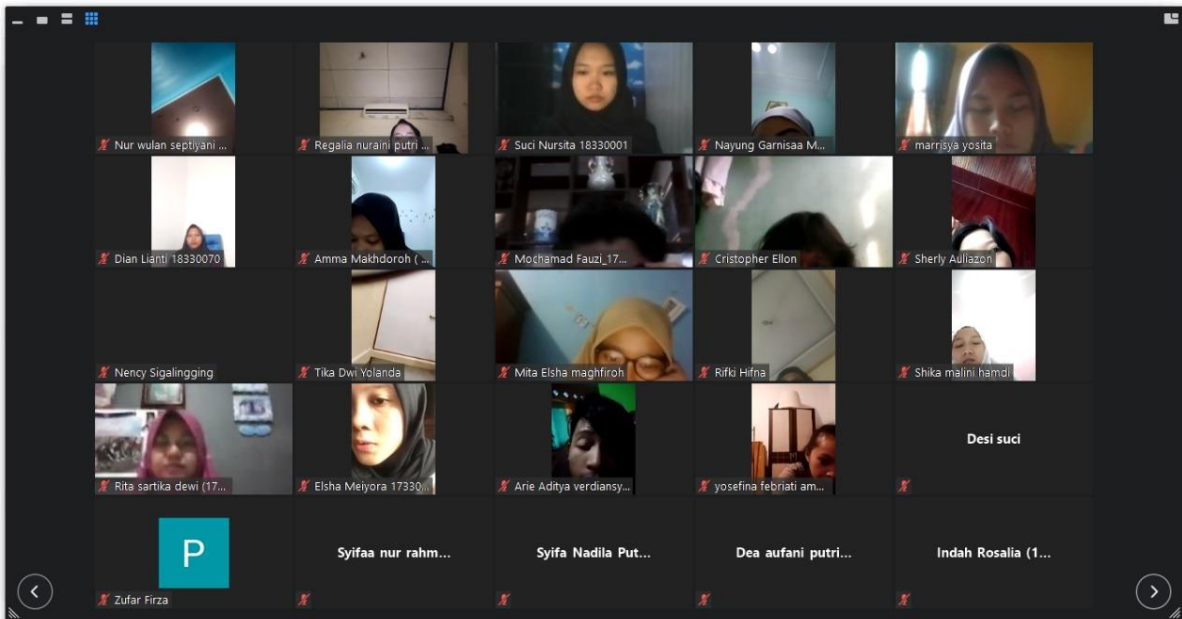 Nur wulan septiyani ...
Regalia nuraini putri ...
Suci Nursita 18330001
Nayung Garnisaa M...
marrisya yosita
Dian Lianti 18330070
Amma Makhdoroh ( ...
Mochamad Fauzi_17...
Cristopher Ellon
Sherly Auliazon
Nency Sigalingging
Tika Dwi Yolanda
Mita Elsha maghfiroh
Rifki Hifna
Shika malini hamdi
Rita sartika dewi (17...
Elsha Meiyora 17330...
Arie Aditya verdiansy...
yosefina febriati am...
Desi suci
P
Zufar Firza
Syifaa nur rahm...
Syifa Nadila Put...
Dea aufani putri...
Indah Rosalia (1...